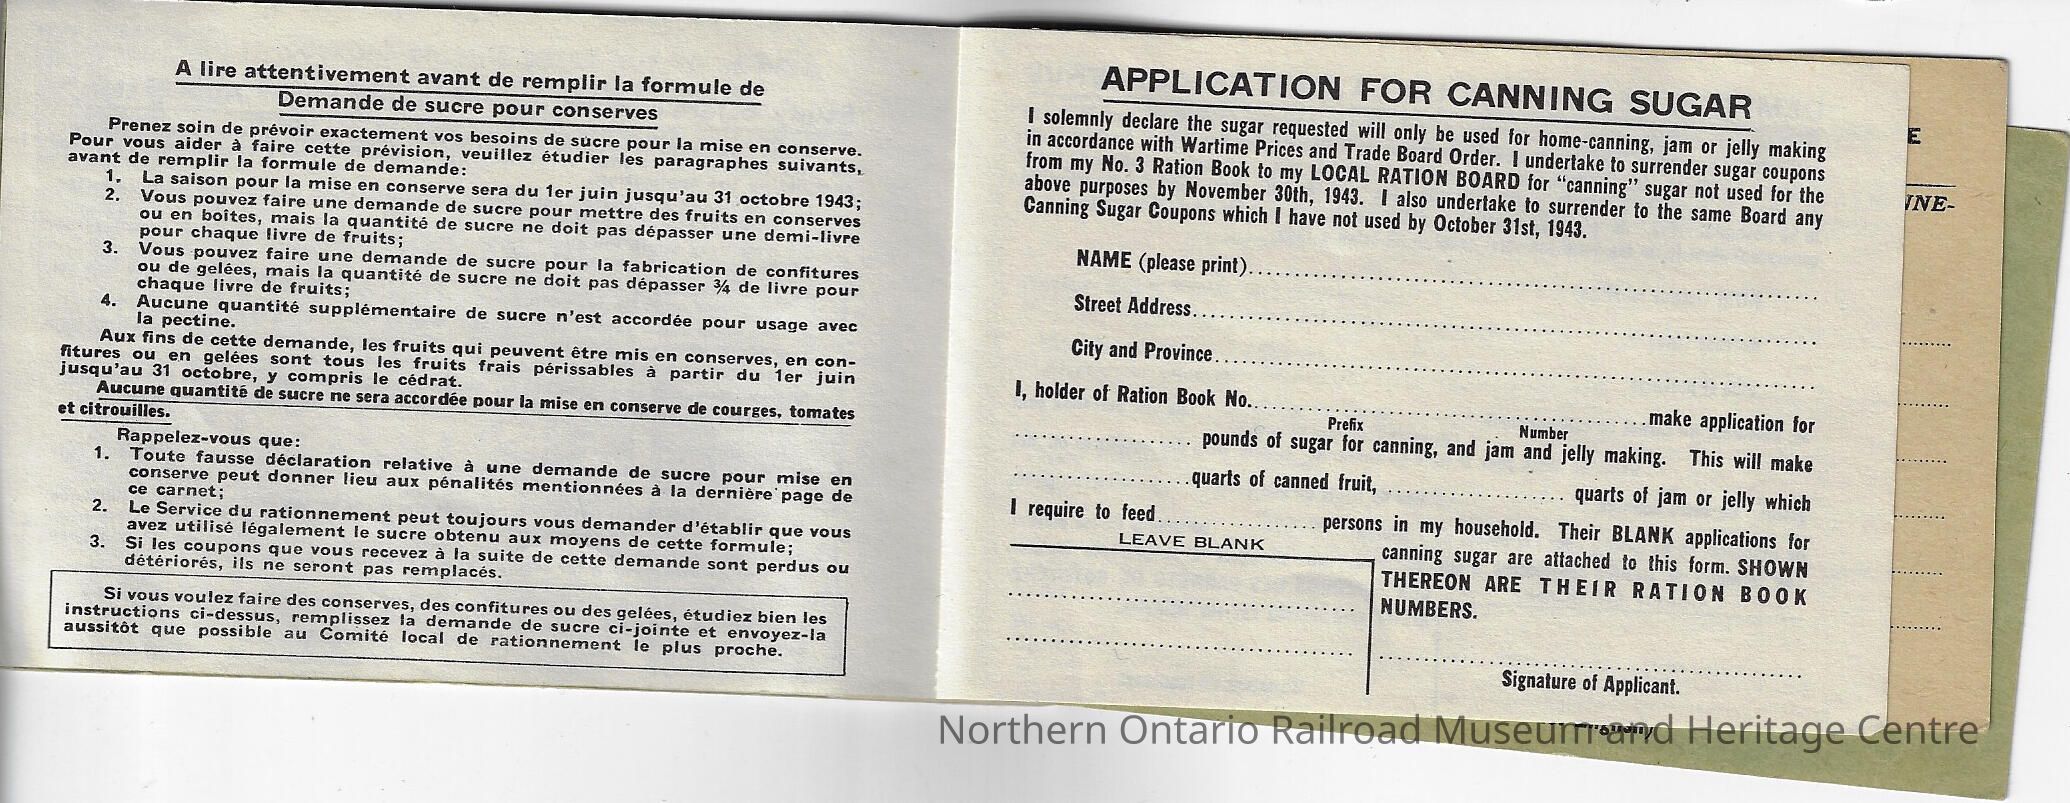 A lire attentivement avant de remplir la formule de
Demande de sucre pour conserves
Prenez soin de prévoir exactement vos besoins de sucre pour la mise en conserve.
Pour vous aider à faire cette prévision, veuillez étudier les paragraphes suivants,
avant de remplir la formule de demande:
1. La saison pour la mise en conserve sera du 1er juin jusqu'au 31 octobre 1943;
2. Vous pouvez faire une demande de sucre pour mettre des fruits en conserves
ou en boîtes, mais la quantité de sucre ne doit pas dépasser une demi-livre
pour chaque livre de fruits;
3. Vous pouvez faire une demande de sucre pour la fabrication de confitures
ou de gelées, mais la quantité de sucre ne doit pas dépasser ¾ de livre pour
chaque livre de fruits;
4. Aucune quantité supplémentaire de sucre n'est accordée pour usage avec
la pectine.
Aux fins de cette demande, les fruits qui peuvent être mis en conserves, en con-
fitures ou en gelées sont tous les fruits frais périssables à partir du 1er juin
jusqu'au 31 octobre, y compris le cédrat.
Aucune quantité de sucre ne sera accordée pour la mise en conserve de courges, tomates
et citrouilles.
Rappelez-vous que:
1. Toute fausse déclaration relative à une demande de sucre pour mise en
conserve peut donner lieu aux pénalités mentionnées à la dernière page de
ce carnet;
2. Le Service du rationnement peut toujours vous demander d'établir que vous
avez utilisé légalement le sucre obtenu aux moyens de cette formule;
3. Si les coupons que vous recevez à la suite de cette demande sont perdus ou
détériorés, ils ne seront pas remplacés.
Si vous voulez faire des conserves, des confitures ou des gelées, étudiez bien les
instructions ci-dessus, remplissez la demande de sucre ci-jointe et envoyez-la
aussitôt que possible au Comité local de rationnement le plus proche.
APPLICATION FOR CANNING SUGAR
I solemnly declare the sugar requested will only be used for home-canning, jam or jelly making
in accordance with Wartime Prices and Trade Board Order. I undertake to surrender sugar coupons
from my No. 3 Ration Book to my LOCAL RATION BOARD for "canning" sugar not used for the
above purposes by November 30th, 1943. I also undertake to surrender to the same Board any
Canning Sugar Coupons which I have not used by October 31st, 1943.
NAME (please print)
Street Address
City and Province
I, holder of Ration Book No. make application for
Prefix Number
pounds of sugar for canning, and jam and jelly making. This will make
quarts of canned fruit, quarts of jam or jelly which
I require to feed persons in my household. Their BLANK applications for
LEAVE BLANK
canning sugar are attached to this form. SHOWN
THEREON ARE THEIR RATION BOOK
NUMBERS.
Signature of Applicant.
E
NNE-
Northern Ontario Railroad Museum and Heritage Centre